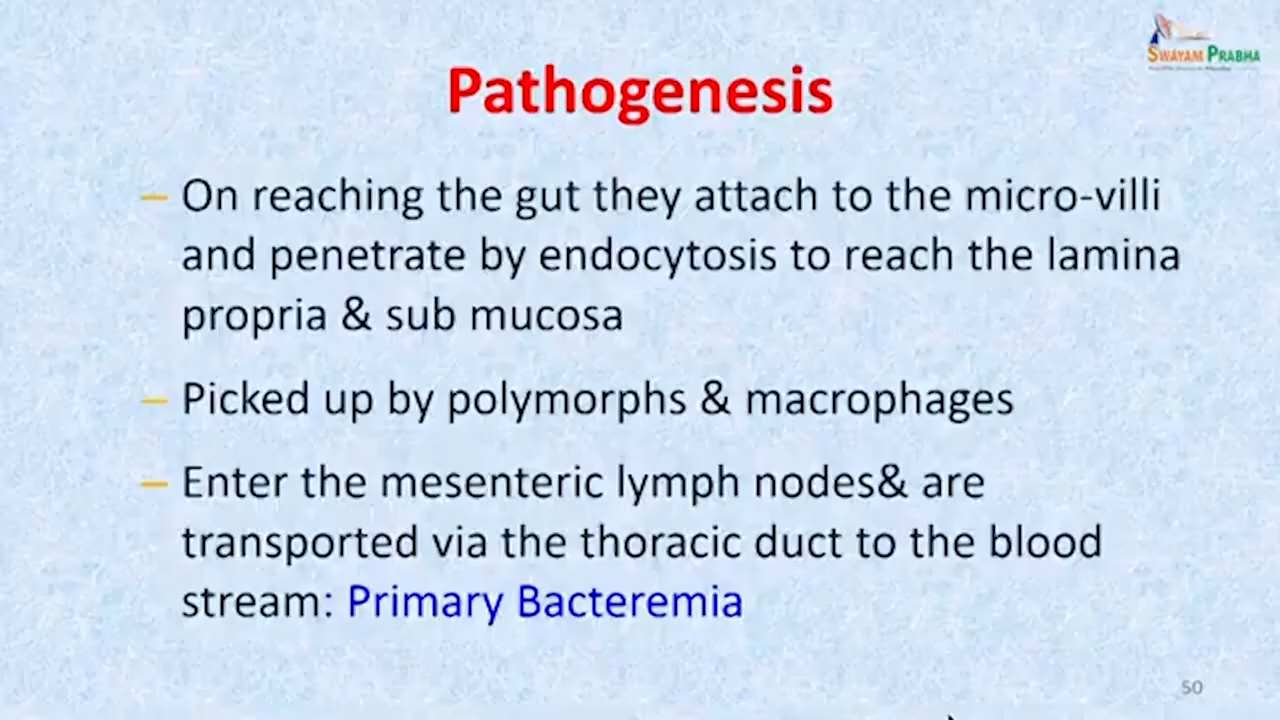 SWAYAM PRABHA
Pathogenesis
– On reaching the gut they attach to the micro-villi
and penetrate by endocytosis to reach the lamina
propria & sub mucosa
– Picked up by polymorphs & macrophages
– Enter the mesenteric lymph nodes& are
transported via the thoracic duct to the blood
stream: Primary Bacteremia
50